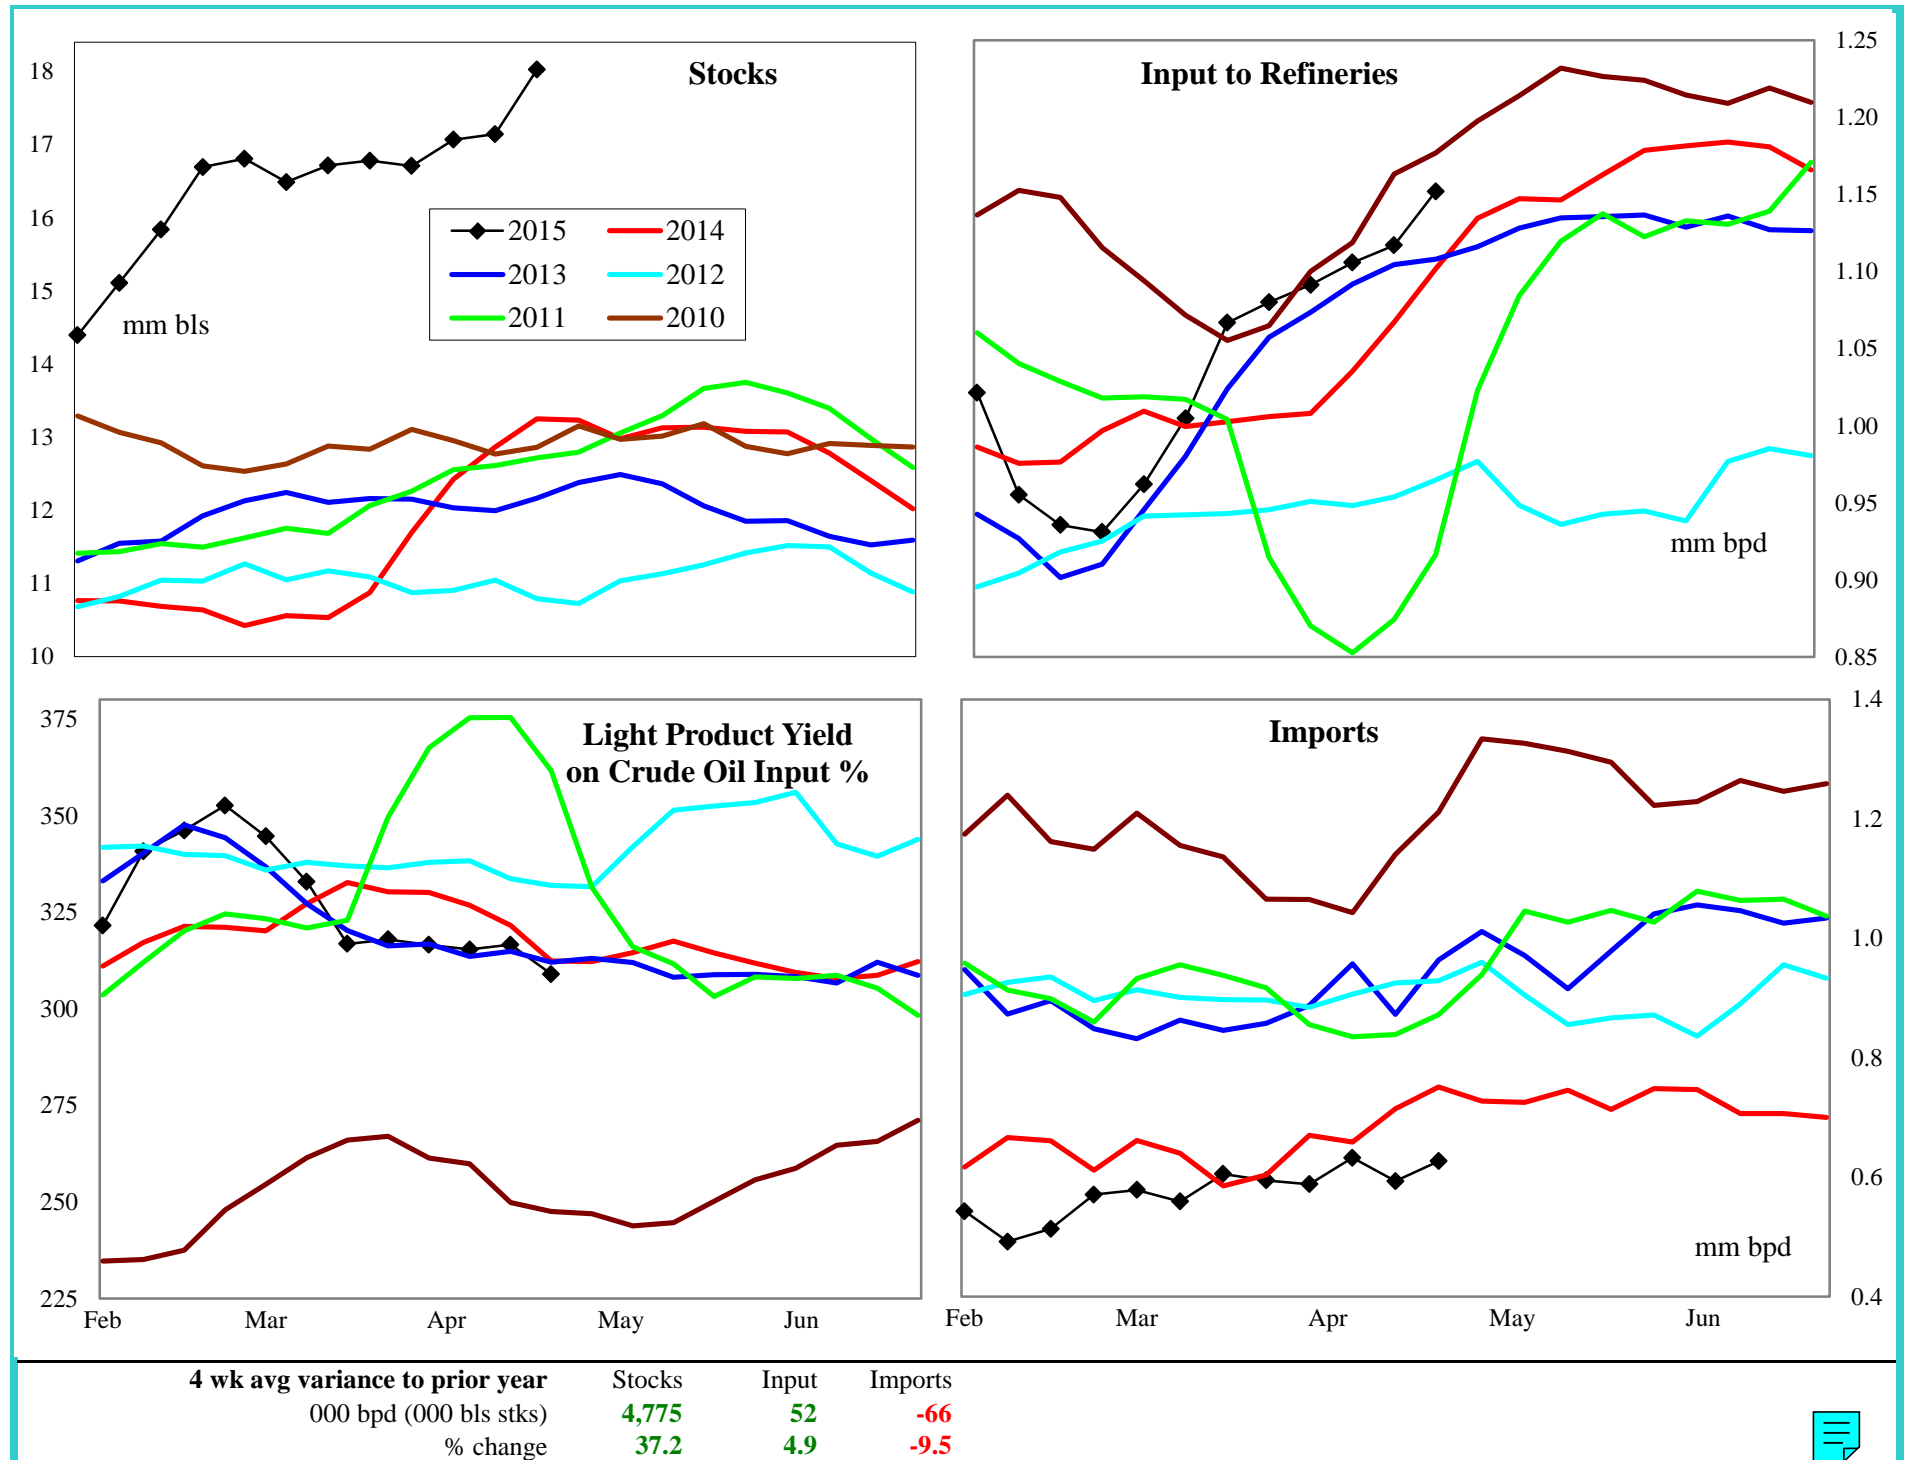 Stocks
18
17
16
15
14
13
12
11
10
mm bls
2015
2014
2013
2012
2011
2010
Input to Refineries
1.25
1.20
1.15
1.10
1.05
1.00
0.95
0.90
0.85
mm bpd
Light Product Yield
on Crude Oil Input %
375
350
325
300
275
250
225
Feb Mar Apr May Jun
Imports
1.4
1.2
1.0
0.8
0.6
0.4
mm bpd
Feb Mar Apr May Jun
4 wk avg variance to prior year Stocks Input Imports
000 bpd (000 bls stks) 4,775 52 -66
% change 37.2 4.9 -9.5